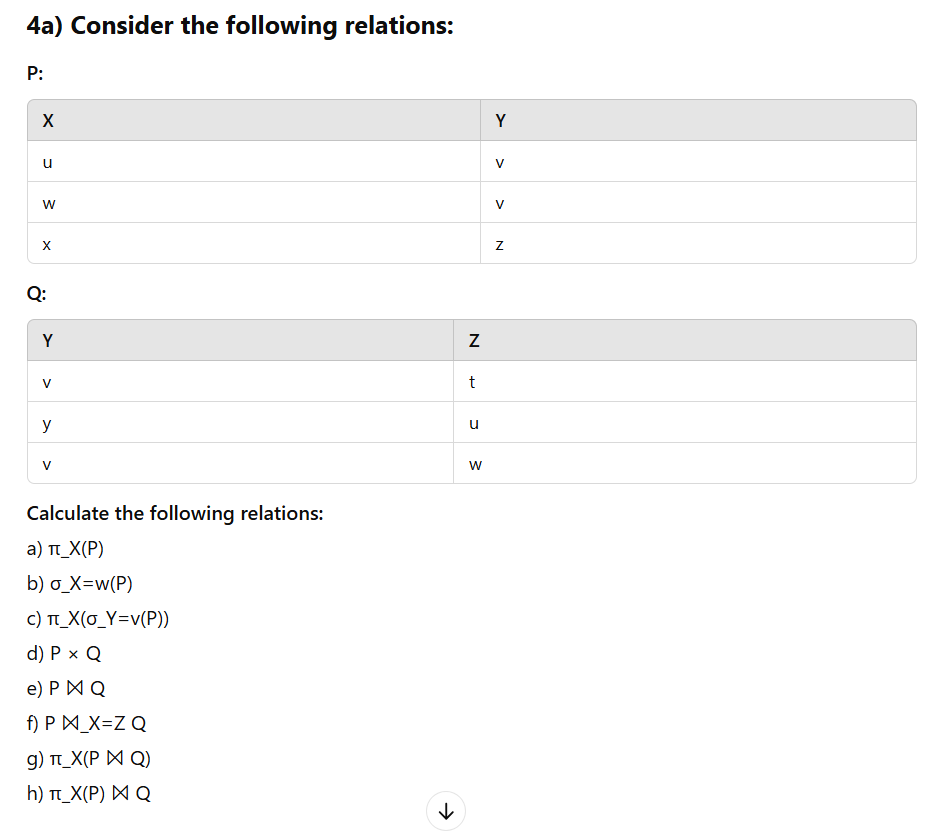 4a) Consider the following relations:
P:
X Y
u v
w v
x z
Q:
Y Z
v t
y u
v w
Calculate the following relations:
a) π_X(P)
b) σ_X=w(P)
c) π_X(σ_Y=v(P))
d) P × Q
e) P ⋈ Q
f) P ⋈_X=Z Q
g) π_X(P ⋈ Q)
h) π_X(P) ⋈ Q